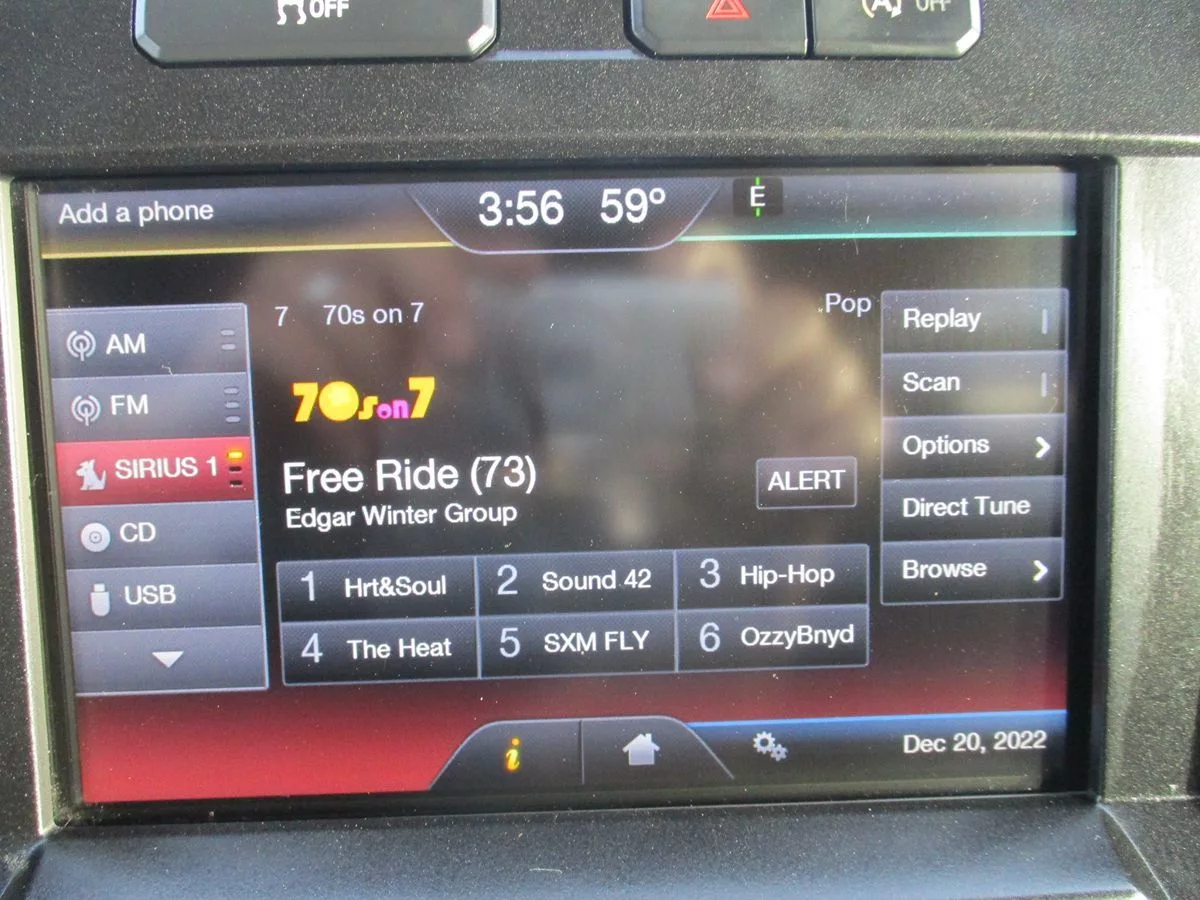 OFF
A OFF
Add a phone
3:56 59°
E
7 70s on 7
Pop
70s on 7
Free Ride (73)
Edgar Winter Group
ALERT
AM
FM
SIRIUS 1
CD
USB
1 Hrt&Soul
2 Sound 42
3 Hip-Hop
4 The Heat
5 SXM FLY
6 OzzyBnyd
Replay
Scan
Options
Direct Tune
Browse
i
Dec 20, 2022